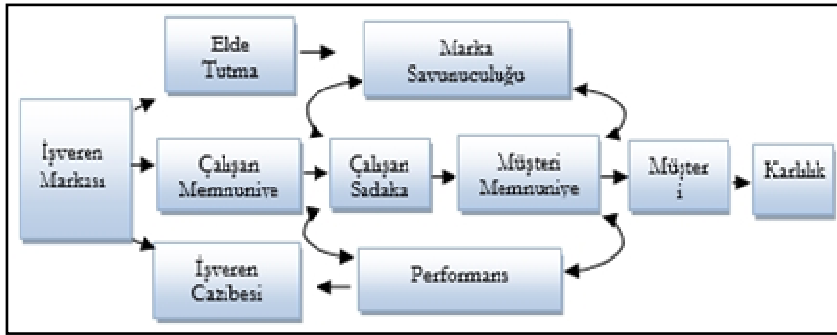 Elde
Tutma
Marka
Savunuculuğu
İşveren
Markası
Çalışan
Memnuniye
Çalışan
Sadaka
Müşteri
Memnuniye
Müşter
i
Karlılık
İşveren
Cazibesi
Performans